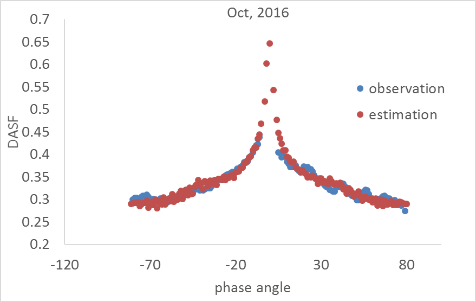 Oct, 2016
0.7
0.65
0.6
0.55
0.5
0.45
0.4
0.35
0.3
0.25
0.2
DASF
observation
estimation
-120 -70 -20 30 80
phase angle